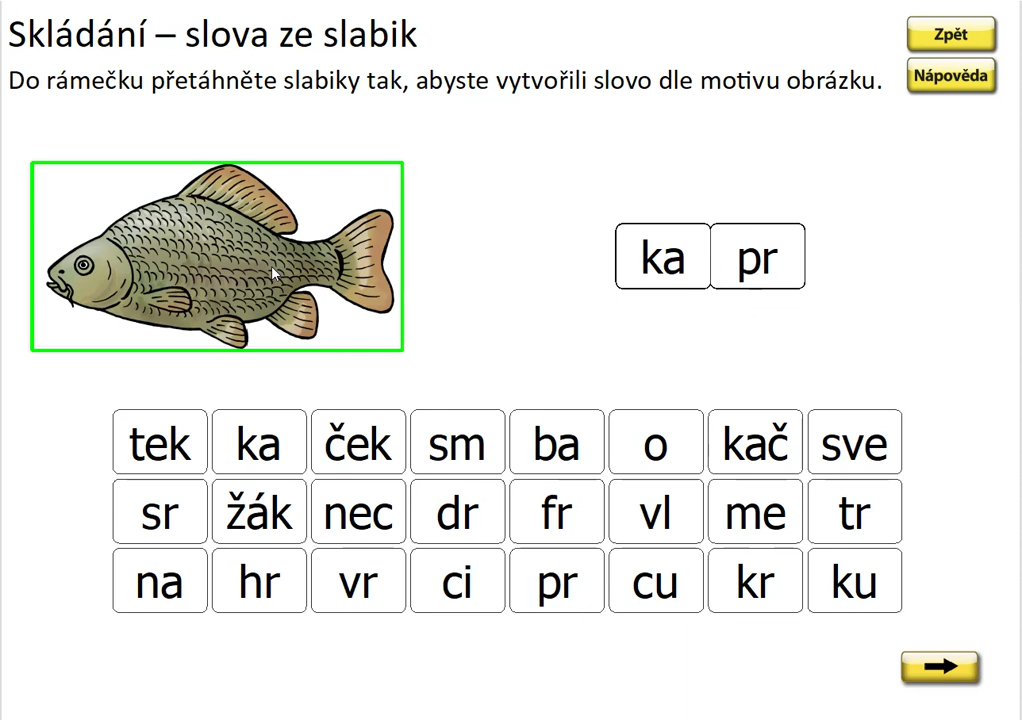 Skládání – slova ze slabik
Zpět
Do rámečku přetáhněte slabiky tak, abyste vytvořili slovo dle motivu obrázku.
Nápověda
ka pr
tek ka ček sm ba o kač sve
sr žák nec dr fr vl me tr
na hr vr ci pr cu kr ku